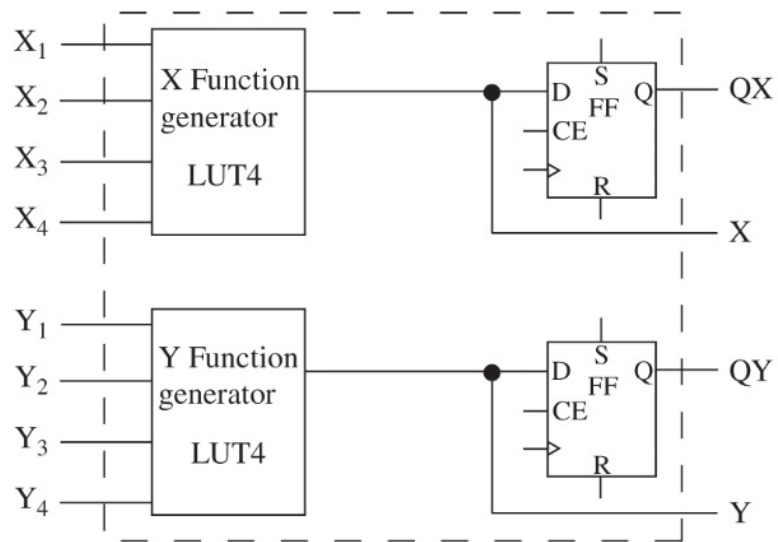 X1
X2
X3
X4
X Function
generator
LUT4
S
D
Q
FF
CE
R
QX
X
Y1
Y2
Y3
Y4
Y Function
generator
LUT4
S
D
Q
FF
CE
R
QY
Y